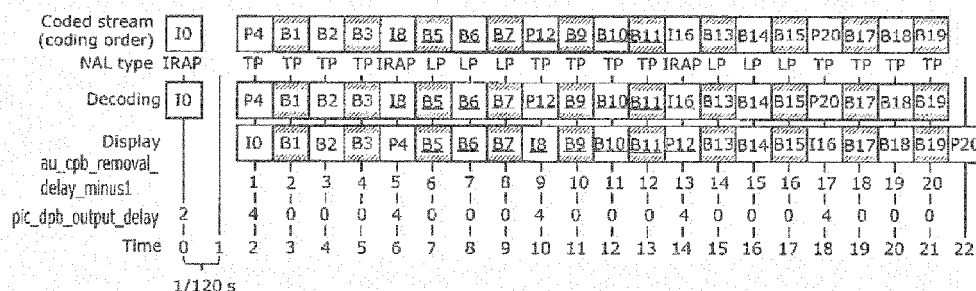 Coded stream
(coding order) I0 P4 B1 B2 B3 I8 B5 B6 B7 P12 B9 B10 B11 I16 B13 B14 B15 P20 B17 B18 B19
NAL type IRAP TP TP TP TP IRAP LP LP LP TP TP TP TP IRAP LP LP LP TP TP TP TP
Decoding I0 P4 B1 B2 B3 I8 B5 B6 B7 P12 B9 B10 B11 I16 B13 B14 B15 P20 B17 B18 B19
Display I0 B1 B2 B3 P4 B5 B6 B7 I8 B9 B10 B11 P12 B13 B14 B15 I16 B17 B18 B19 P20
au_cpb_removal_
delay_minus1 1 2 3 4 5 6 7 8 9 10 11 12 13 14 15 16 17 18 19 20
pic_dpb_output_delay 2 4 0 0 0 4 0 0 0 4 0 0 0 4 0 0 0 4 0 0 0
Time 0 1 2 3 4 5 6 7 8 9 10 11 12 13 14 15 16 17 18 19 20 21 22
1/120 s